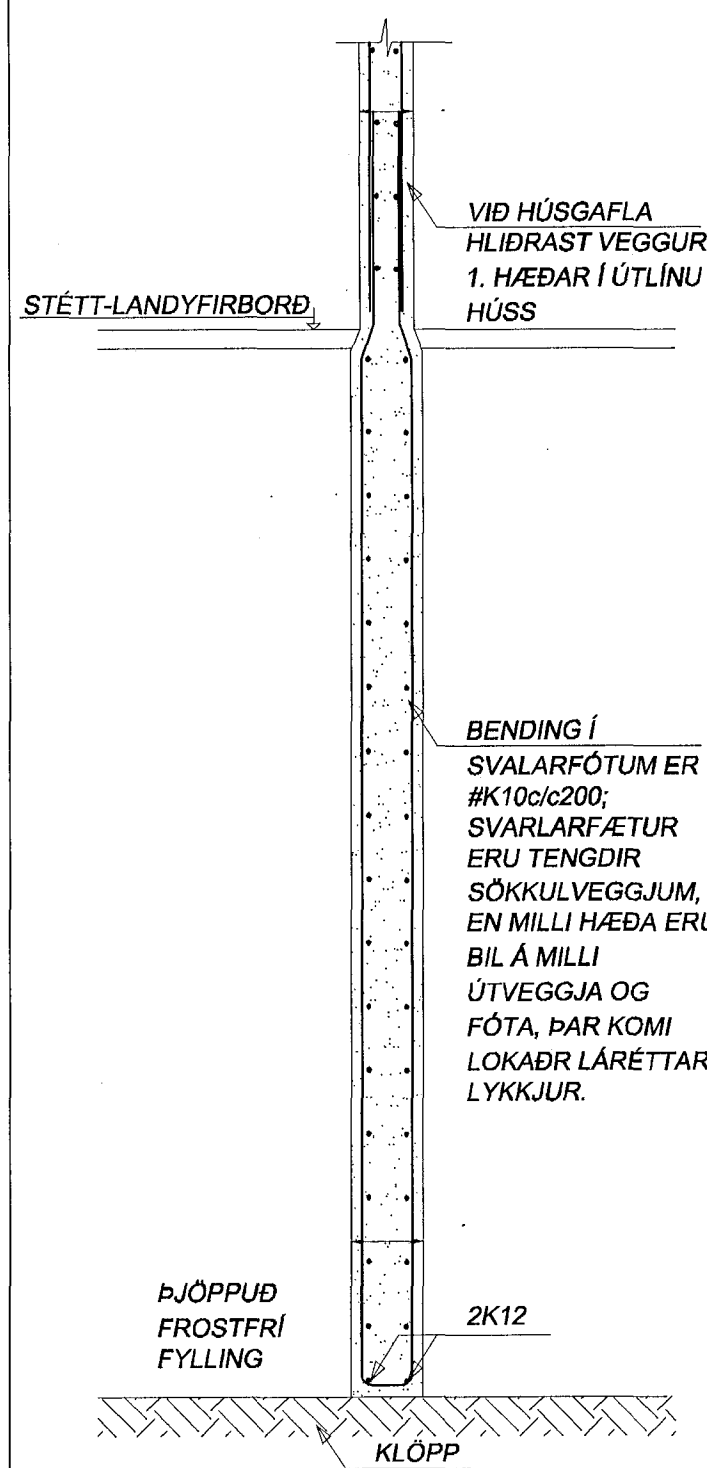 VIÐ HÚSGAFLA
HLIÐRAST VEGGUR
1. HÆÐAR Í ÚTLÍNU
HÚSS
STÉTT-LANDYFIRBORÐ
BENDING Í
SVALARFÓTUM ER
#K10c/c200;
SVARLARFÆTUR
ERU TENGDIR
SÖKKULVEGGJUM,
EN MILLI HÆÐA ERU
BIL Á MILLI
ÚTVEGGJA OG
FÓTA, ÞAR KOMI
LOKAÐR LÁRÉTTAR
LYKKJUR.
ÞJÖPPUÐ
FROSTFRÍ
FYLLING
2K12
KLÖPP